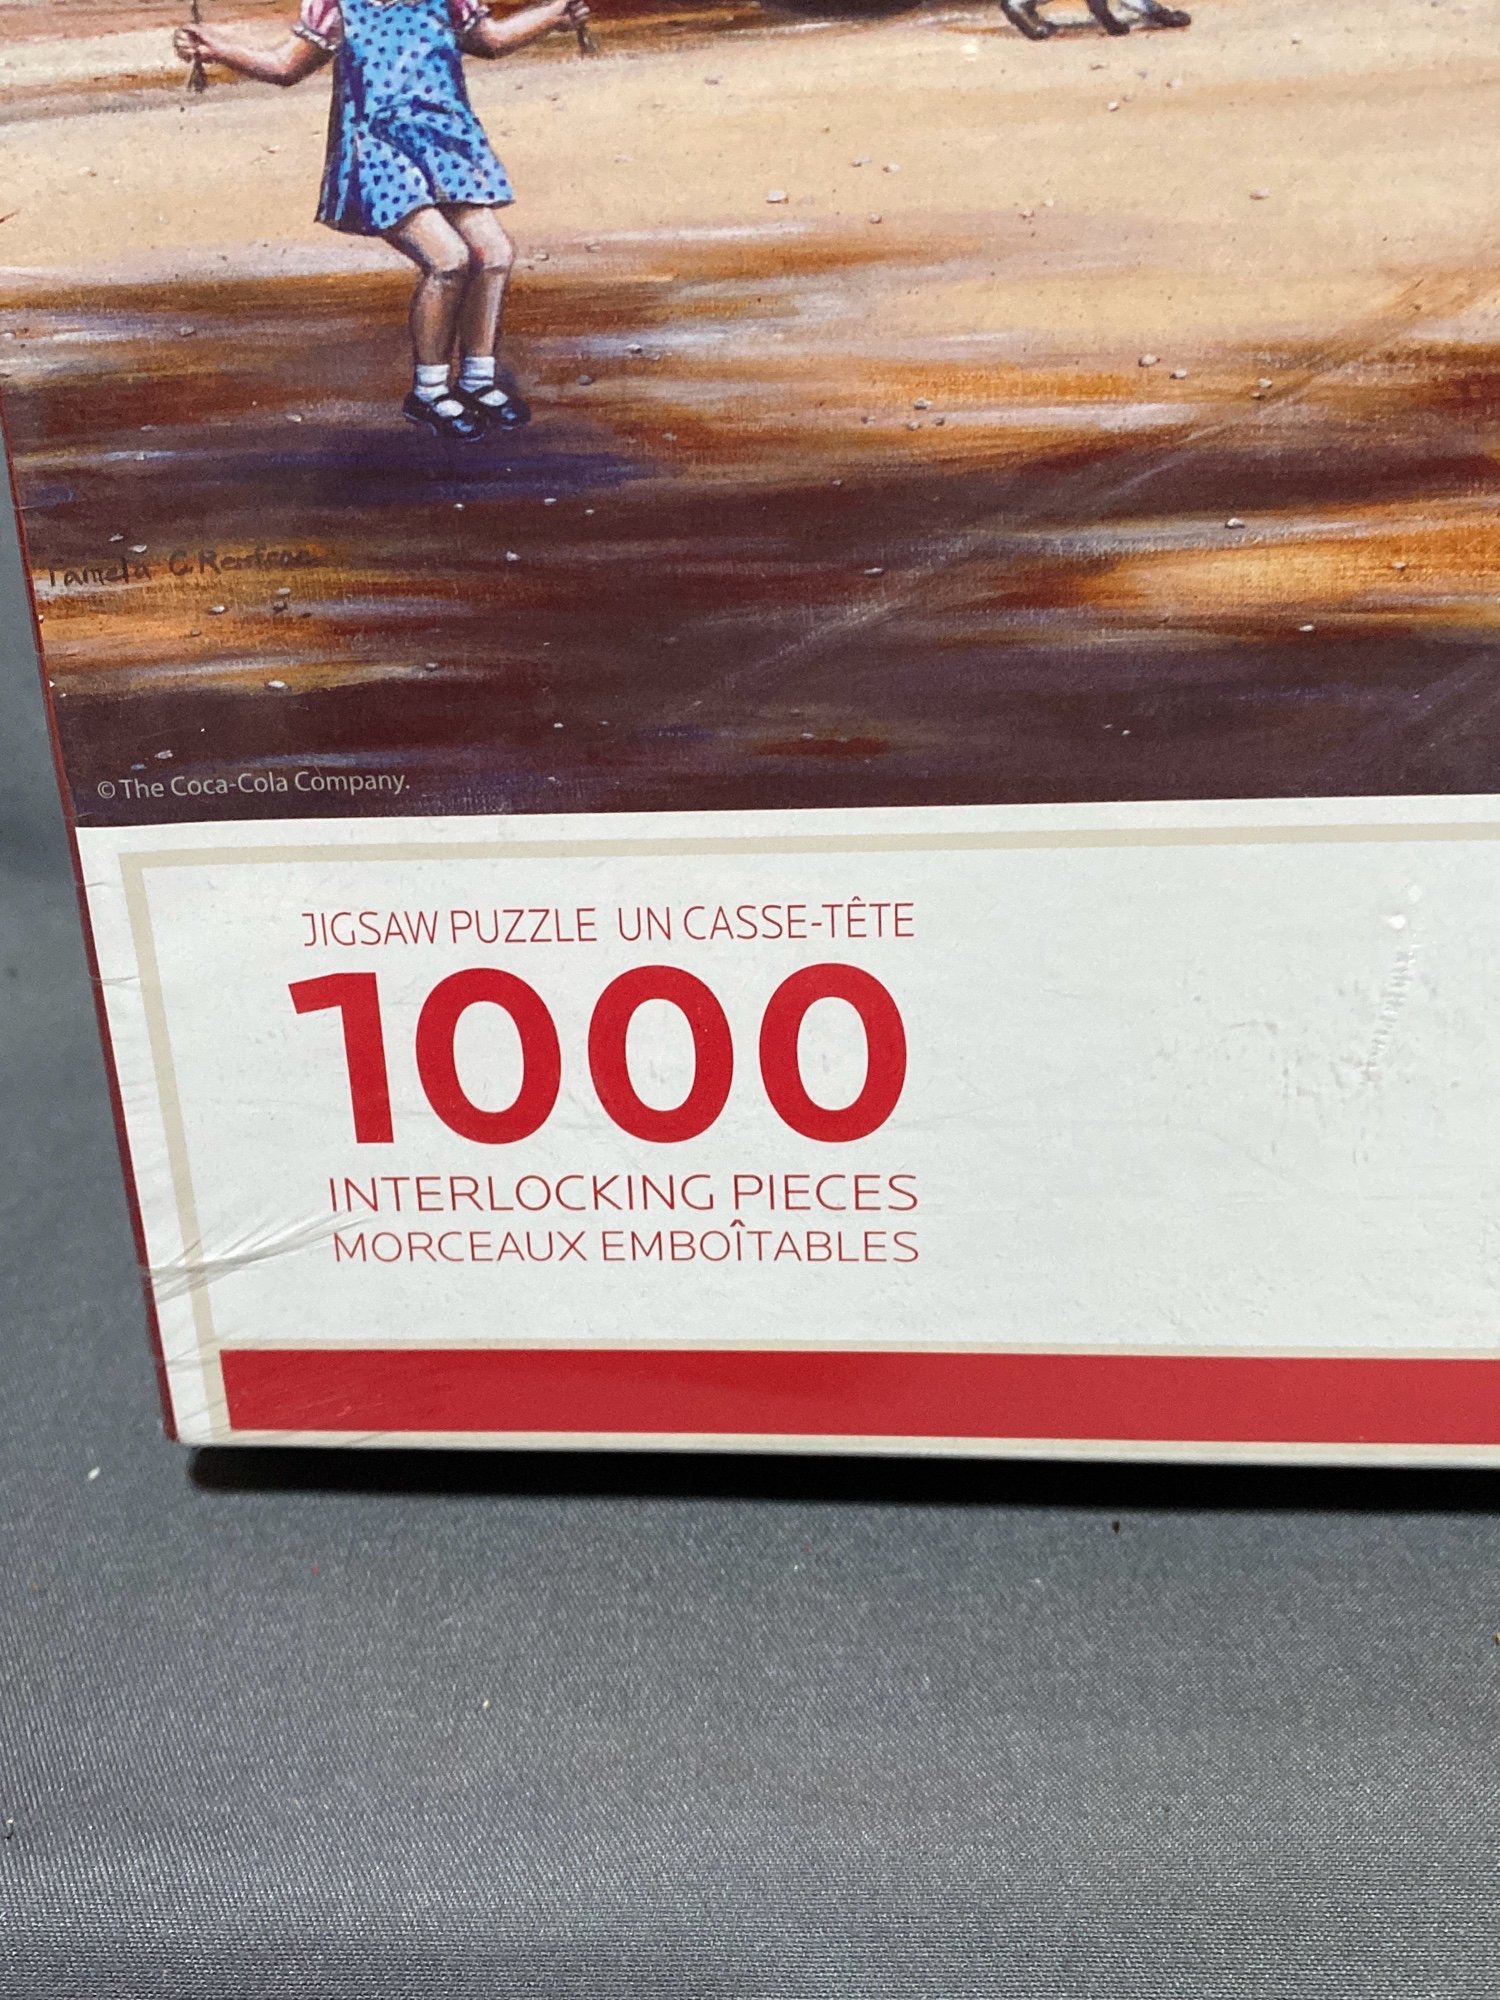 Pamela C Renfroe
© The Coca-Cola Company.
JIGSAW PUZZLE UN CASSE-TÊTE
1000
INTERLOCKING PIECES
MORCEAUX EMBOÎTABLES